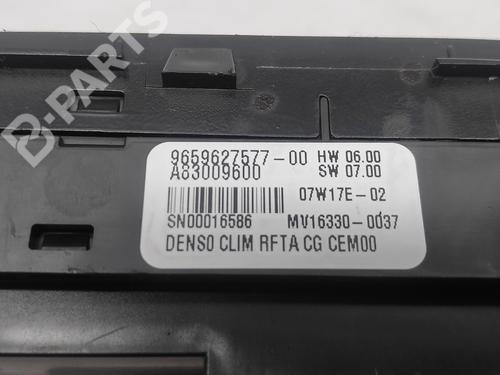 9659627577-00 HW 06.00
A83009600 SW 07.00
07W17E-02
SN00016586 MV16330-0037
DENSO CLIM RFTA CG CEM00
B-PARTS